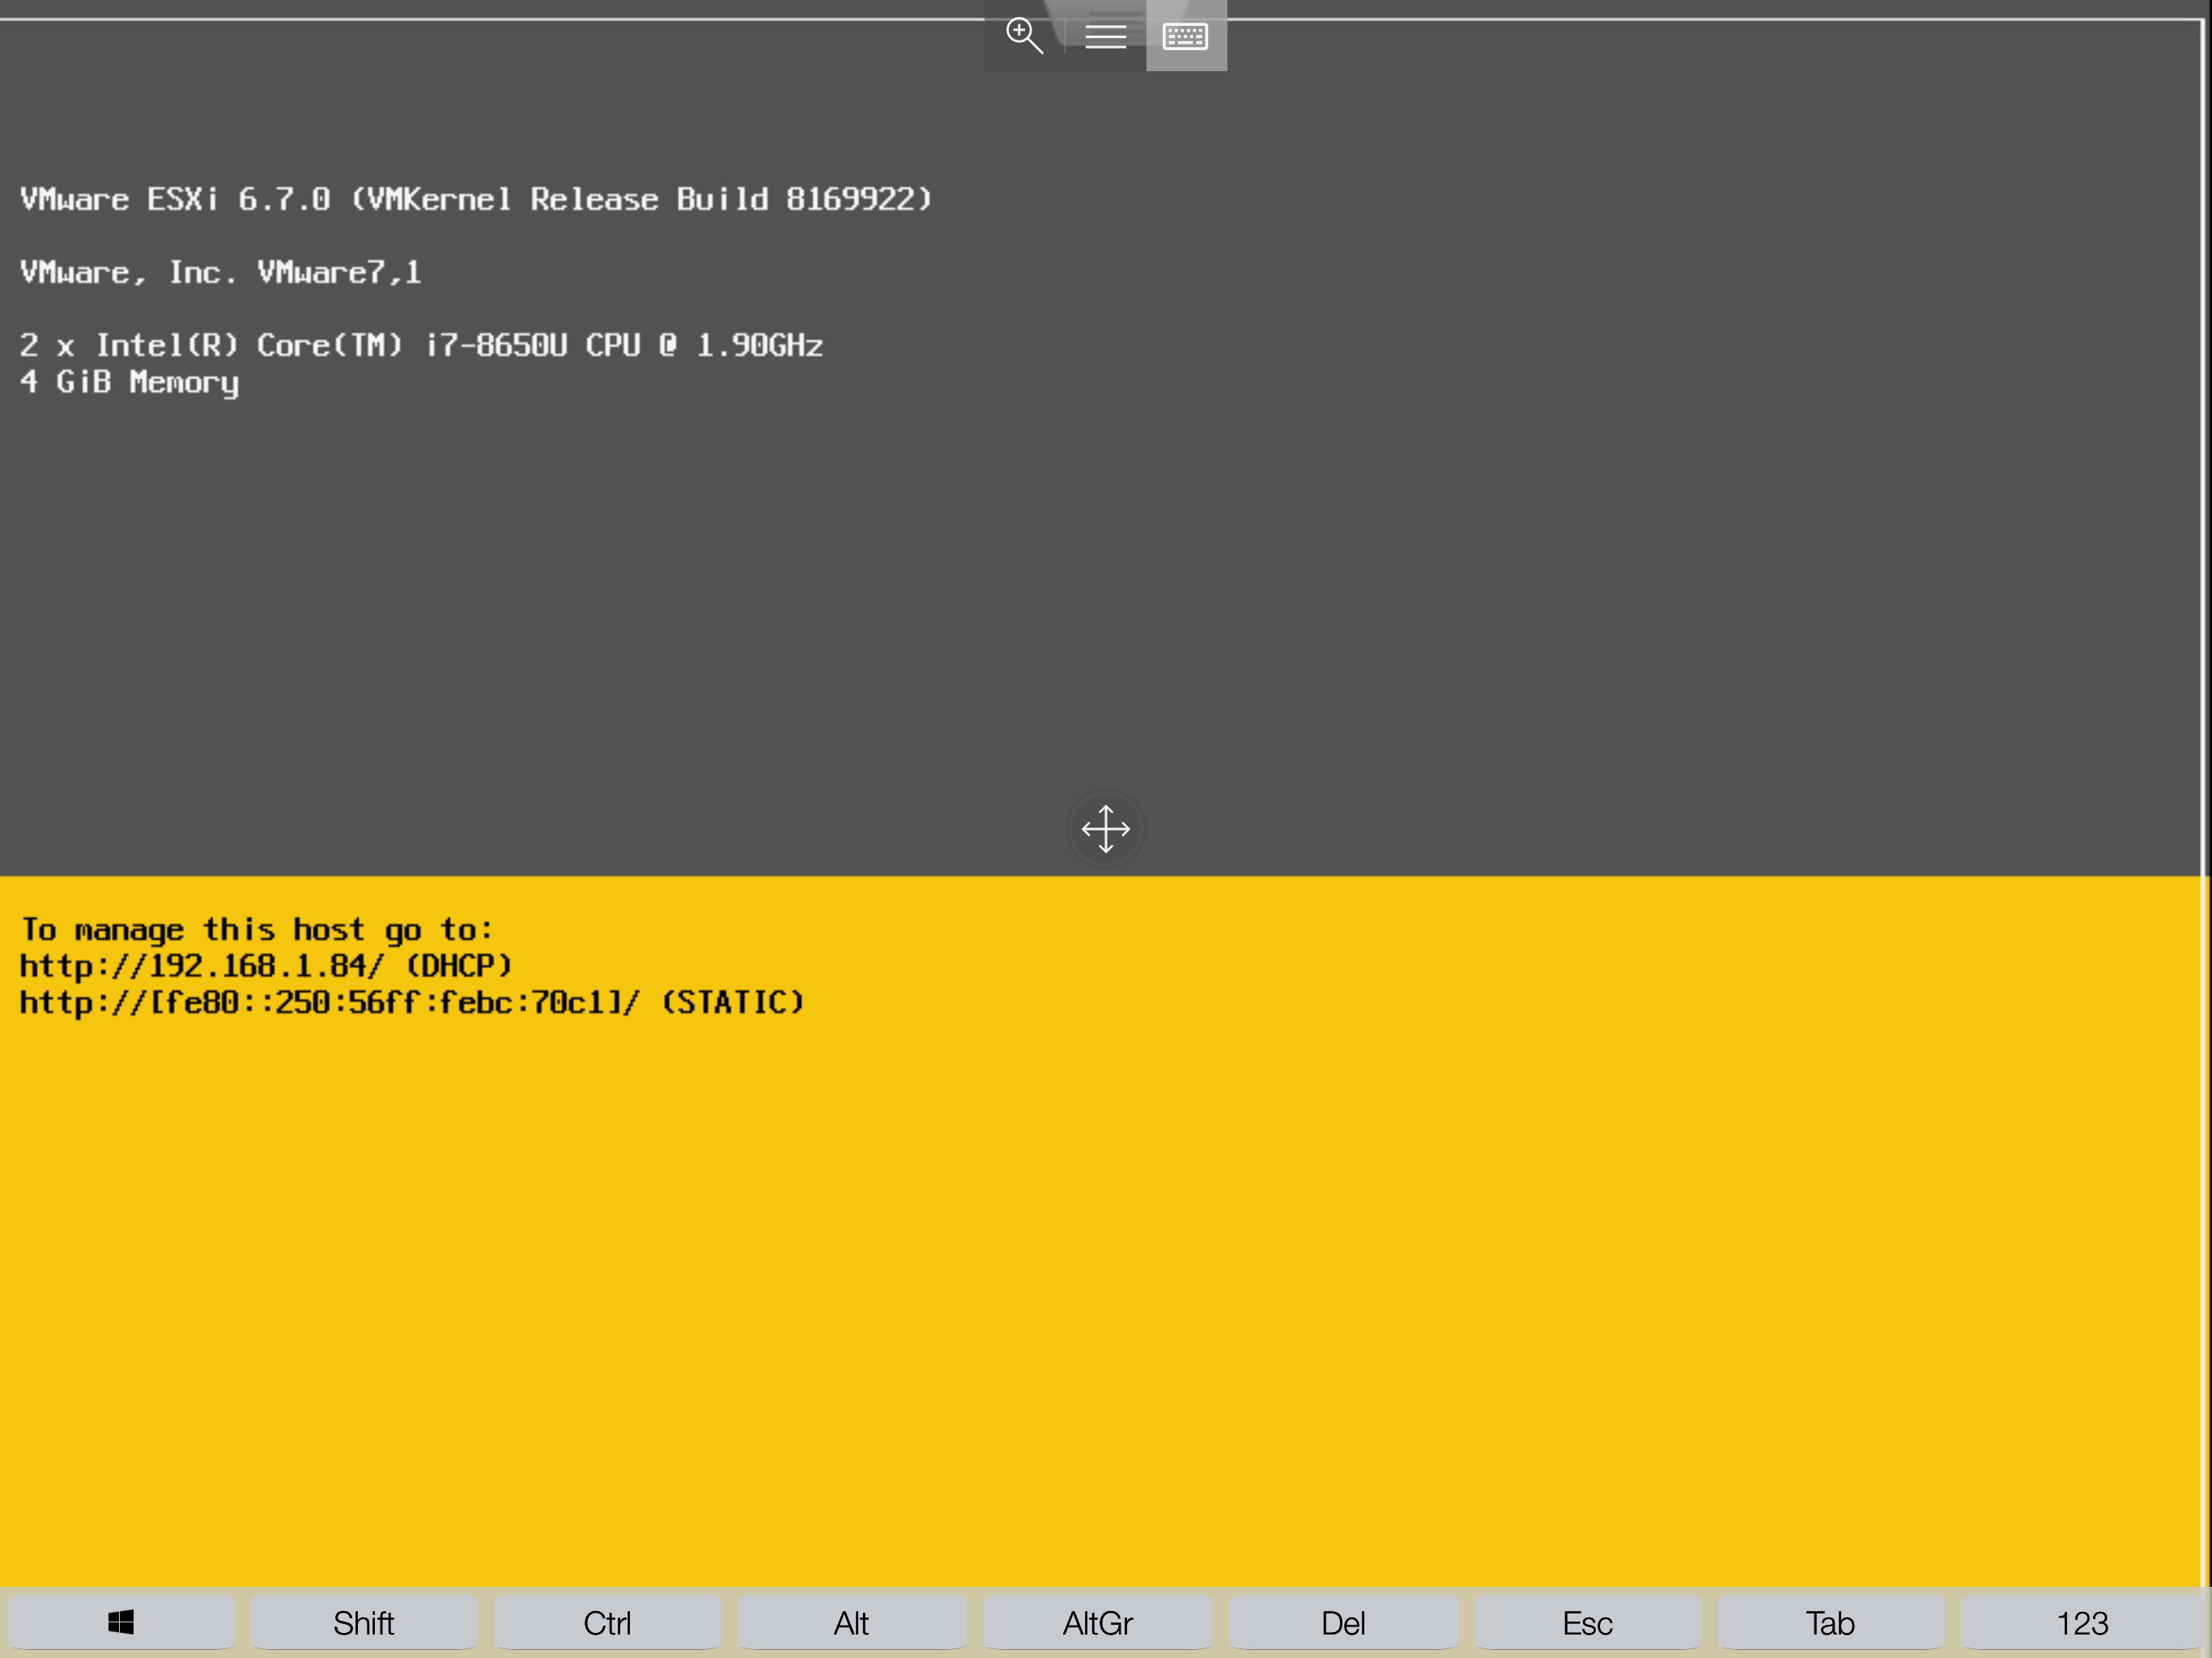 VMware ESXi 6.7.0 (VMKernel Release Build 8169922)
VMware, Inc. VMware7,1
2 x Intel(R) Core(TM) i7-8650U CPU @ 1.90GHz
4 GiB Memory
To manage this host go to:
http://192.168.1.84/ (DHCP)
http://[fe80::250:56ff:febc:70c1]/ (STATIC)
Shift Ctrl Alt AltGr Del Esc Tab 123